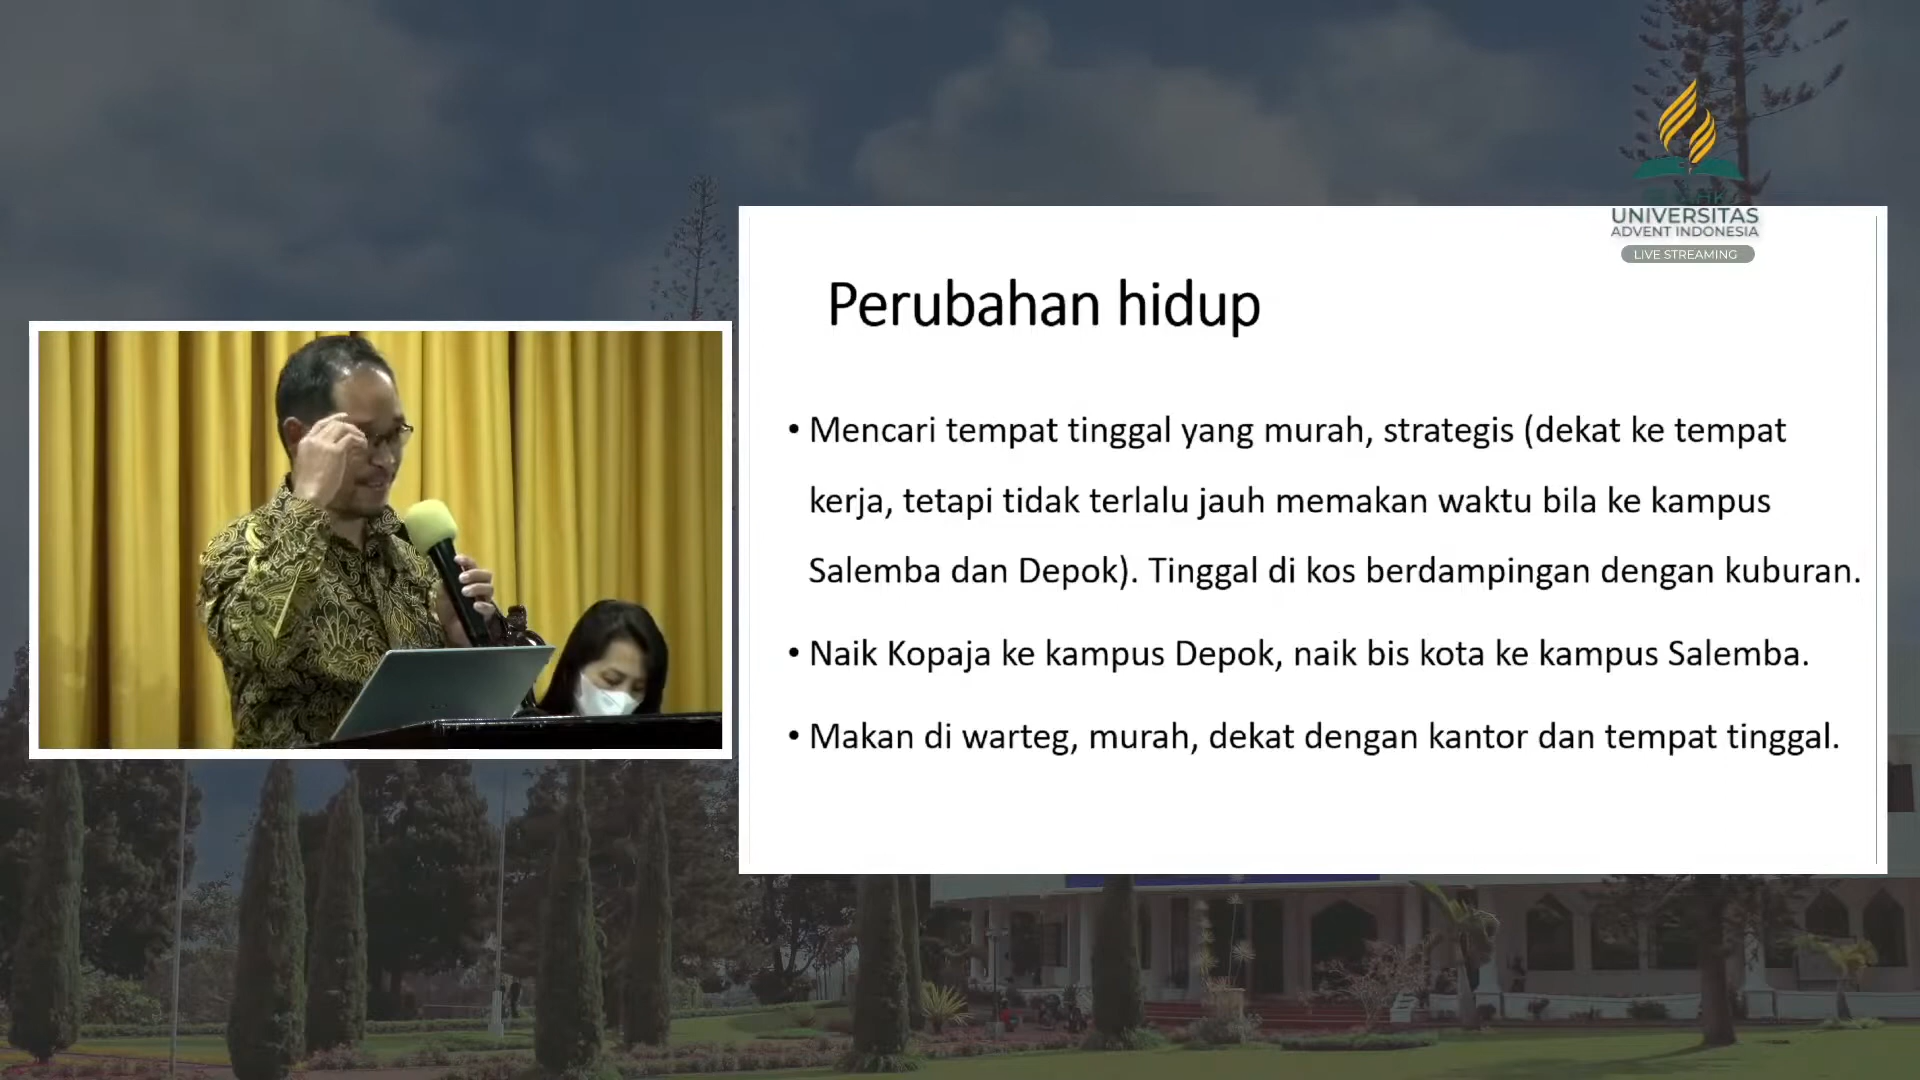 UNIVERSITAS
ADVENT INDONESIA
LIVE STREAMING
Perubahan hidup
• Mencari tempat tinggal yang murah, strategis (dekat ke tempat
kerja, tetapi tidak terlalu jauh memakan waktu bila ke kampus
Salemba dan Depok). Tinggal di kos berdampingan dengan kuburan.
• Naik Kopaja ke kampus Depok, naik bis kota ke kampus Salemba.
• Makan di warteg, murah, dekat dengan kantor dan tempat tinggal.